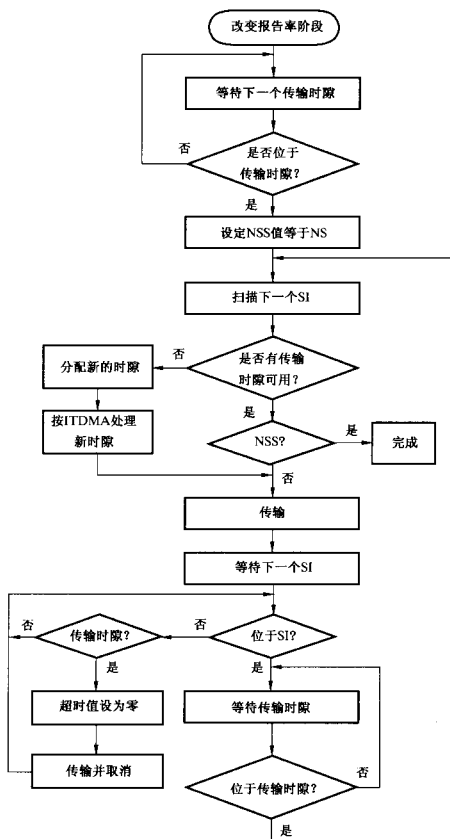 改变报告率阶段
等待下一个传输时隙
否
是否位于
传输时隙？
是
设定NSS值等于NS
扫描下一个SI
分配新的时隙
否
是否有传输
时隙可用？
按ITDMA处理
新时隙
是
NSS?
是
完成
否
传输
等待下一个SI
否
传输时隙？
否
位于SI?
是
是
超时值设为零
等待传输时隙
传输并取消
位于传输时隙？
否
是